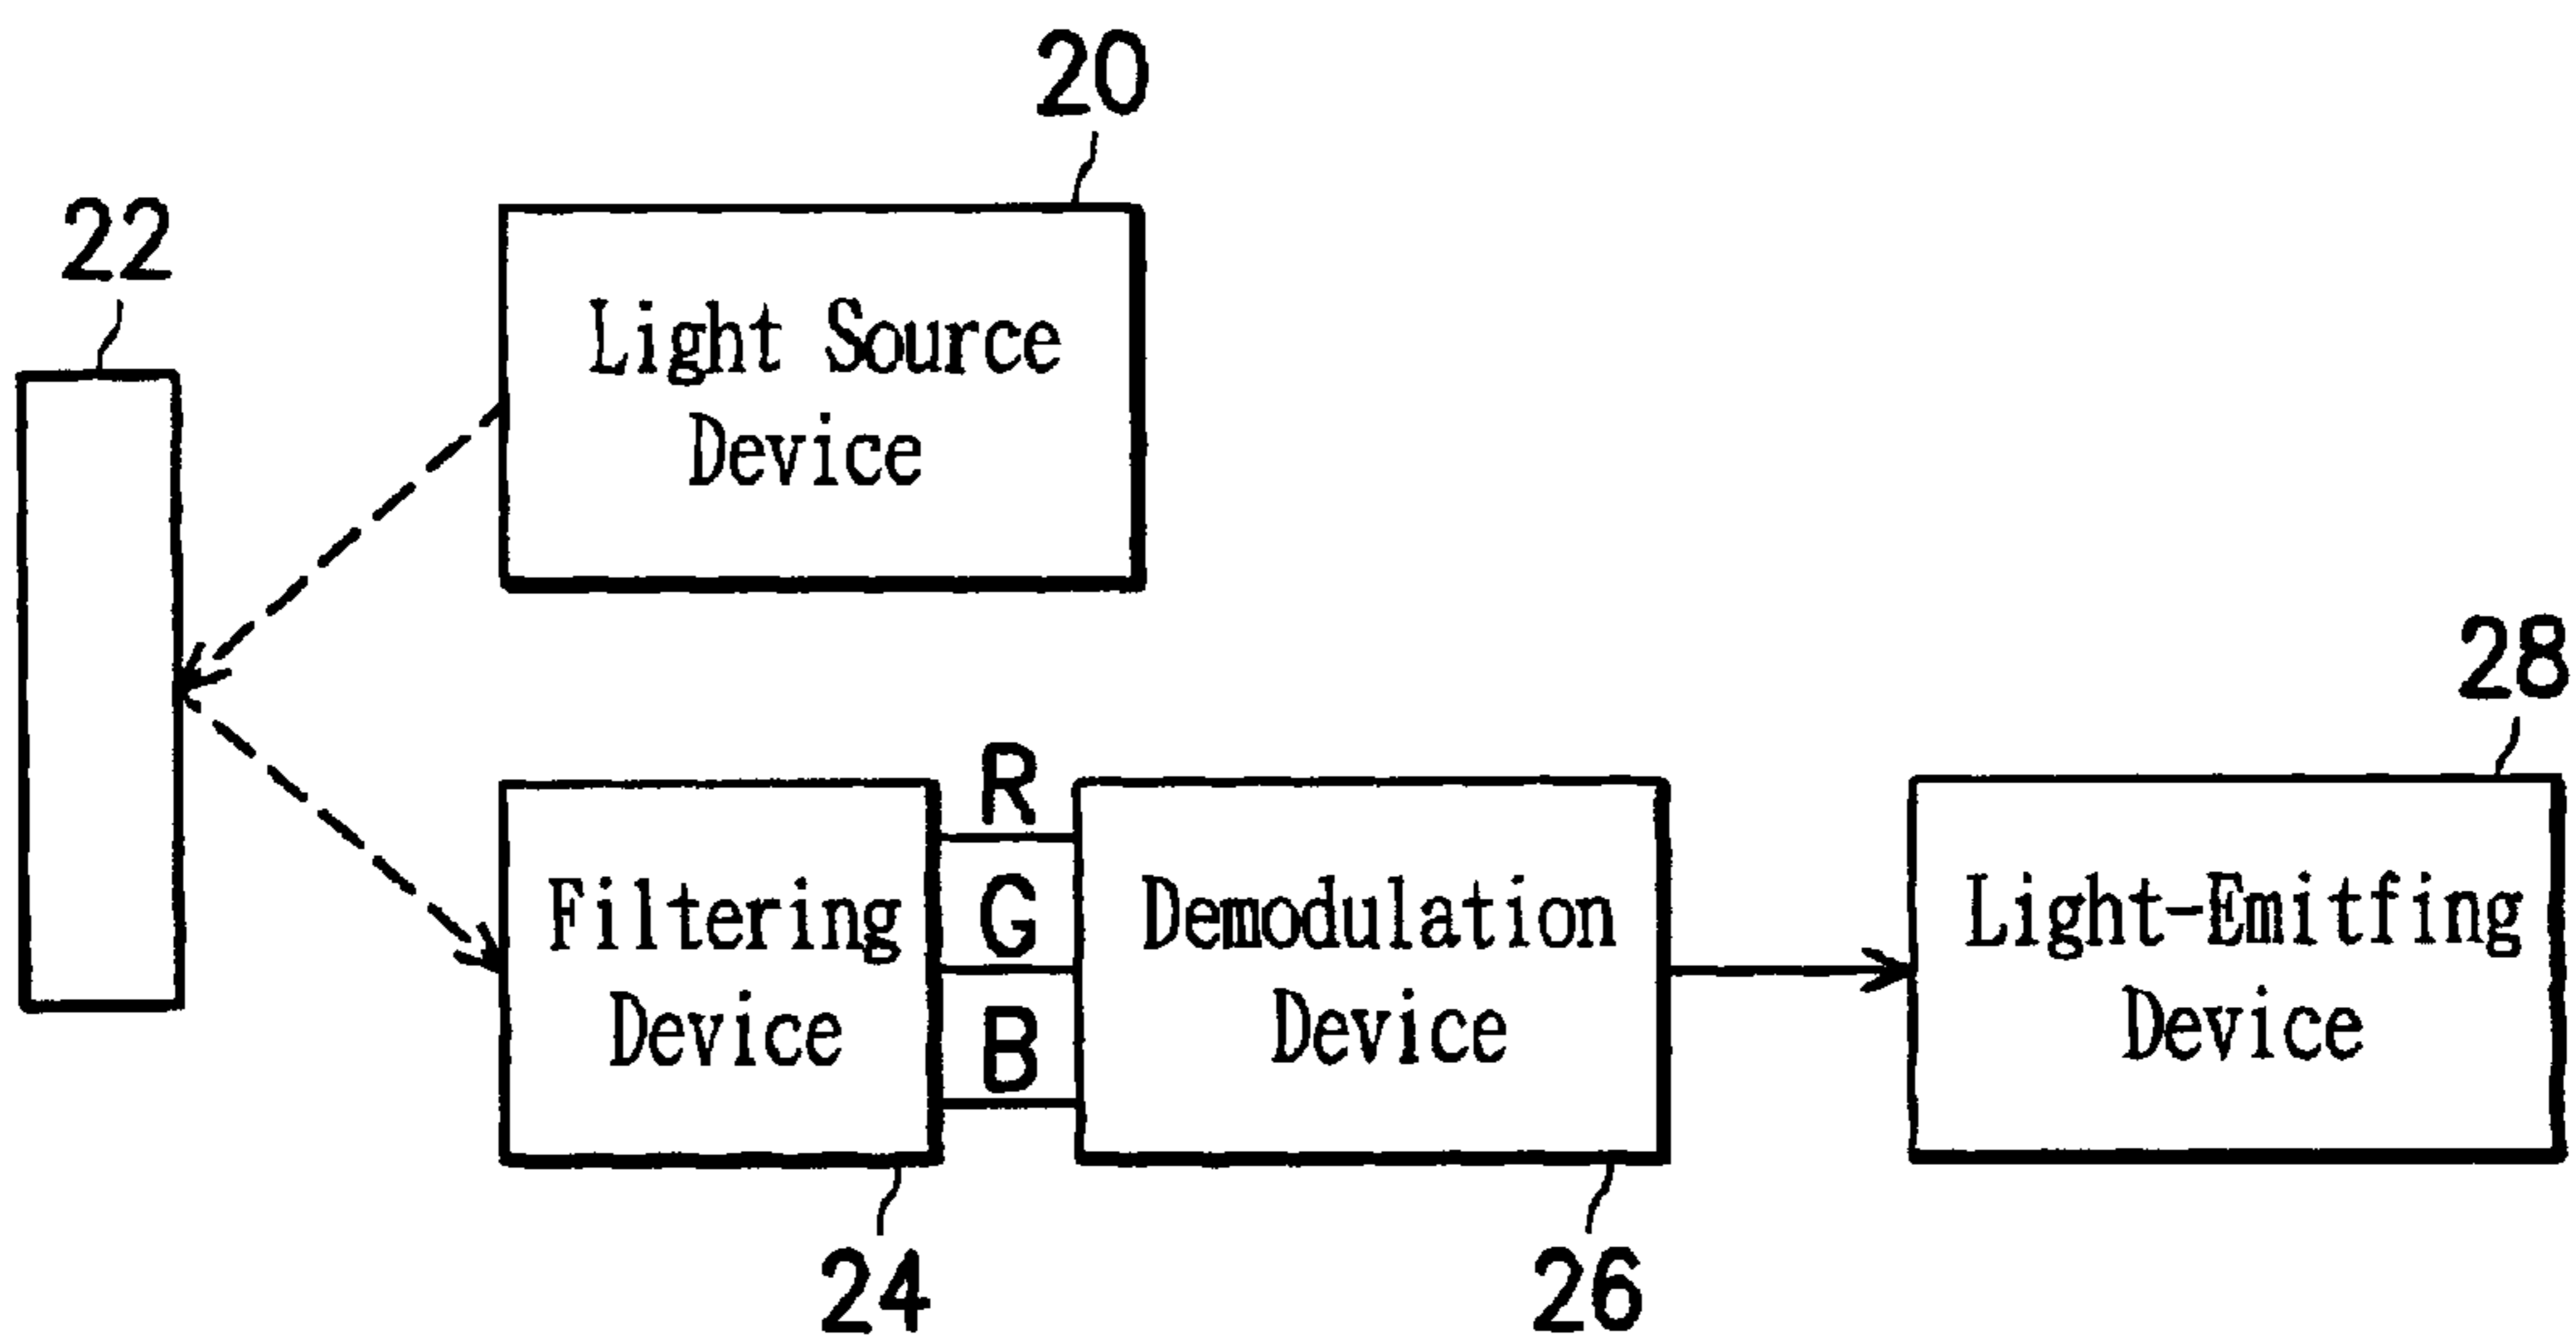 20
22
Light Source
Device
28
R
G
B
Filtering
Device
Demodulation
Device
Light-Emitfing
Device
24
26